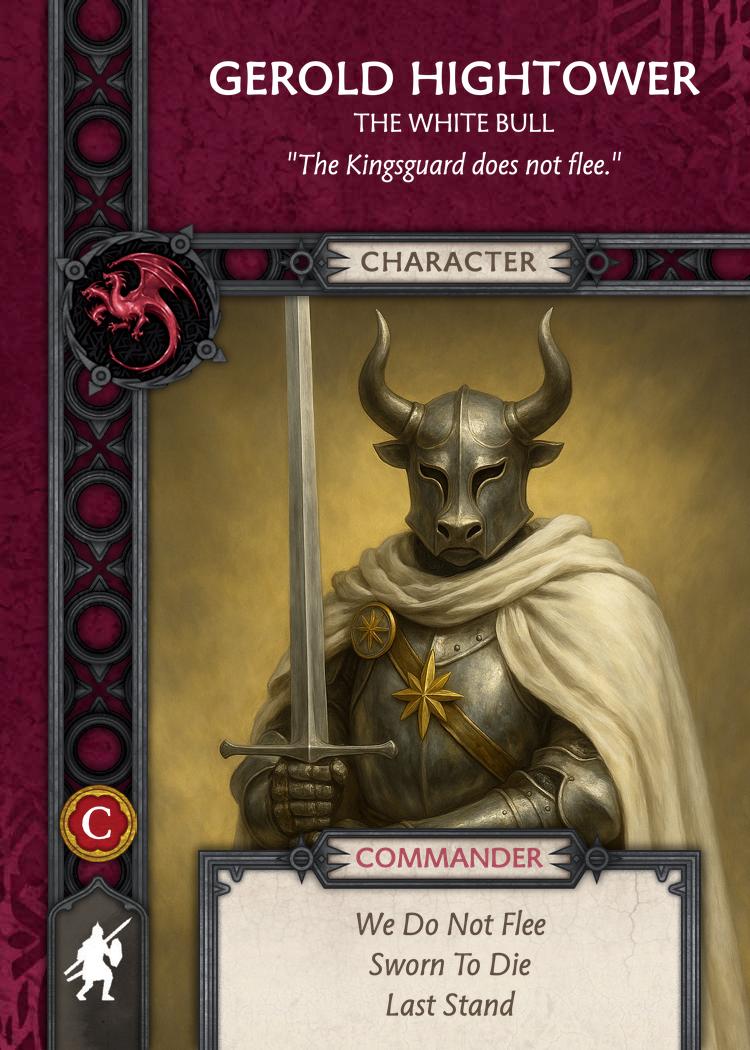 GEROLD HIGHTOWER
THE WHITE BULL
"The Kingsguard does not flee."
CHARACTER
C
COMMANDER
We Do Not Flee
Sworn To Die
Last Stand